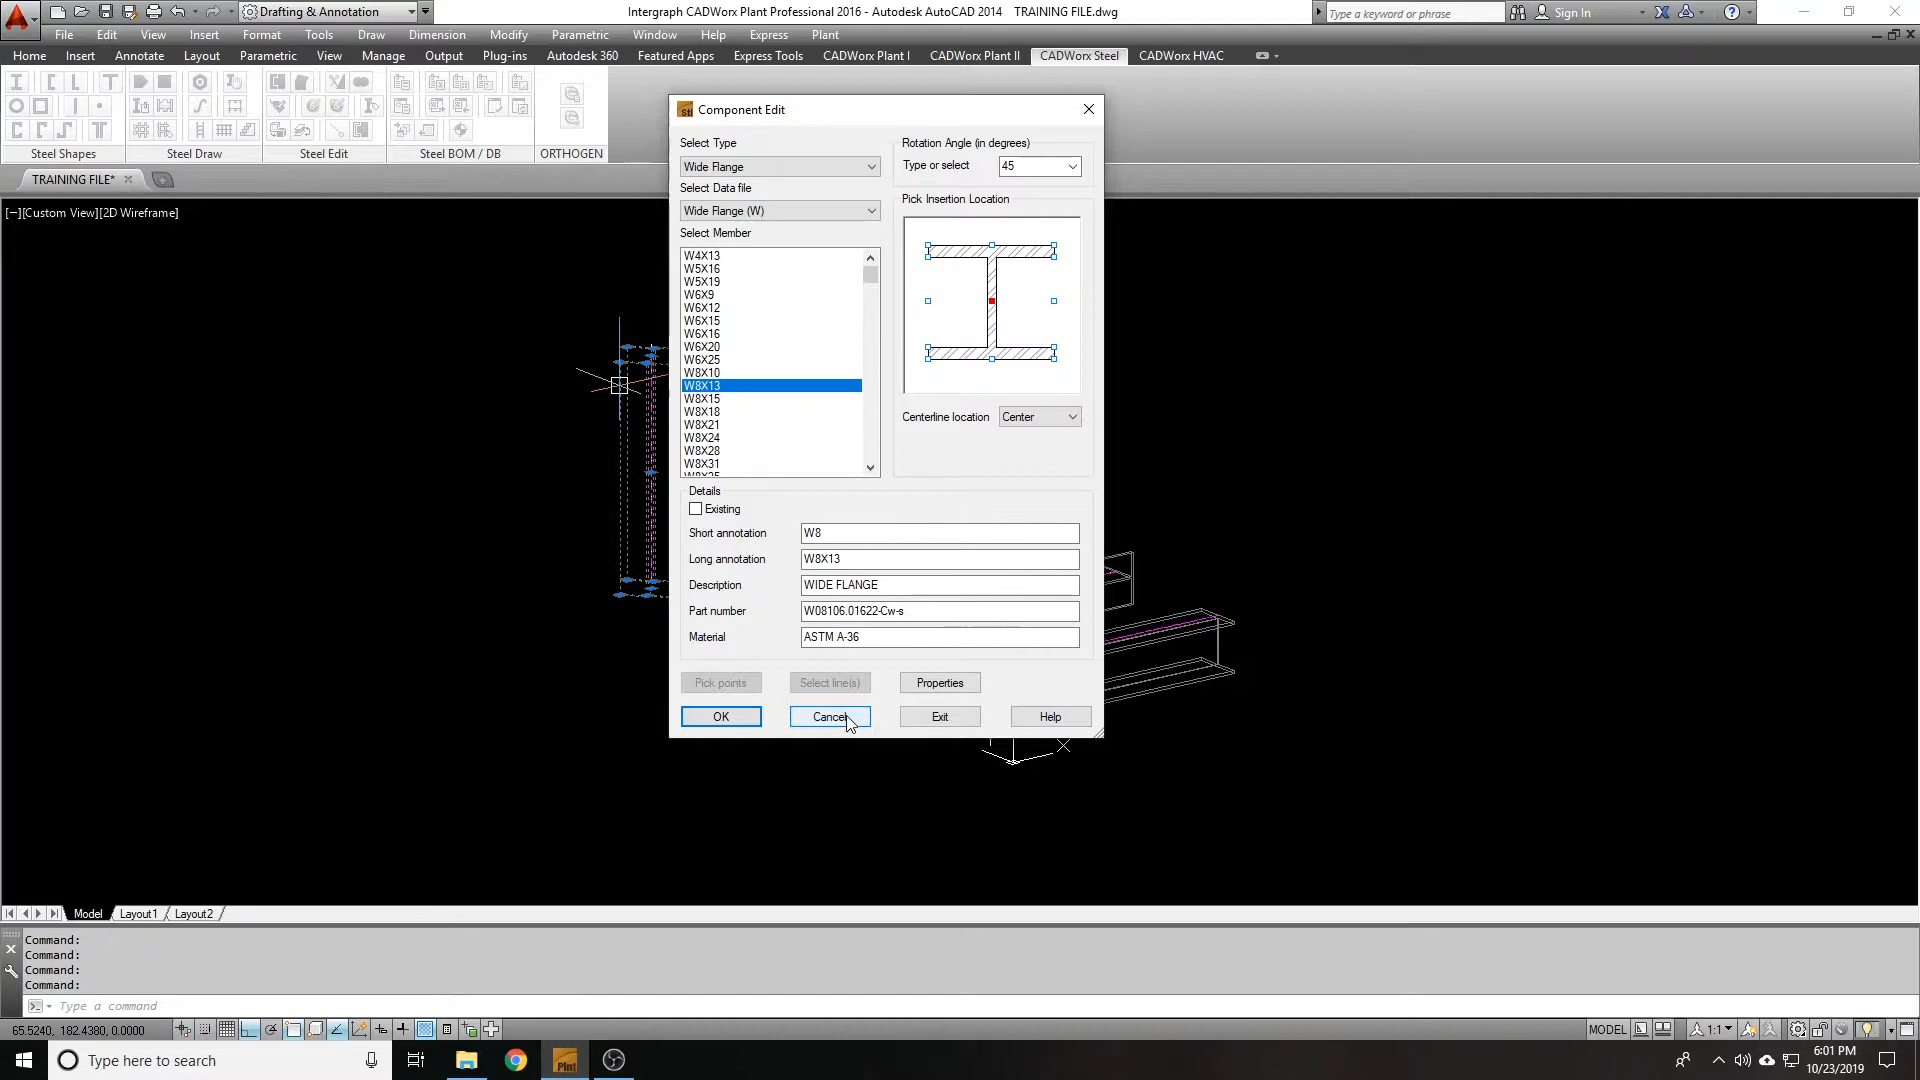 Drafting & Annotation
Intergraph CADWorx Plant Professional 2016 - Autodesk AutoCAD 2014 TRAINING FILE.dwg
Type a keyword or phrase
Sign In
File Edit View Insert Format Tools Draw Dimension Modify Parametric Window Help Express Plant
Home Insert Annotate Layout Parametric View Manage Output Plug-ins Autodesk 360 Featured Apps Express Tools CADWorx Plant I CADWorx Plant II CADWorx Steel CADWorx HVAC
Steel Shapes Steel Draw Steel Edit Steel BOM / DB ORTHOGEN
TRAINING FILE*
[−][Custom View][2D Wireframe]
Stl Component Edit
Select Type
Wide Flange
Select Data file
Wide Flange (W)
Select Member
W4X13
W5X16
W5X19
W6X9
W6X12
W6X15
W6X16
W6X20
W6X25
W8X10
W8X13
W8X15
W8X18
W8X21
W8X24
W8X28
W8X31
W8X35
Rotation Angle (in degrees)
Type or select 45
Pick Insertion Location
Centerline location Center
Details
Existing
Short annotation W8
Long annotation W8X13
Description WIDE FLANGE
Part number W08106.01622-Cw-s
Material ASTM A-36
Pick points Select line(s) Properties
OK Cancel Exit Help
Model Layout1 Layout2
Command:
Command:
Command:
Command:
Type a command
65.5240, 182.4380, 0.0000
MODEL
1:1
Type here to search
Plnt
6:01 PM
10/23/2019